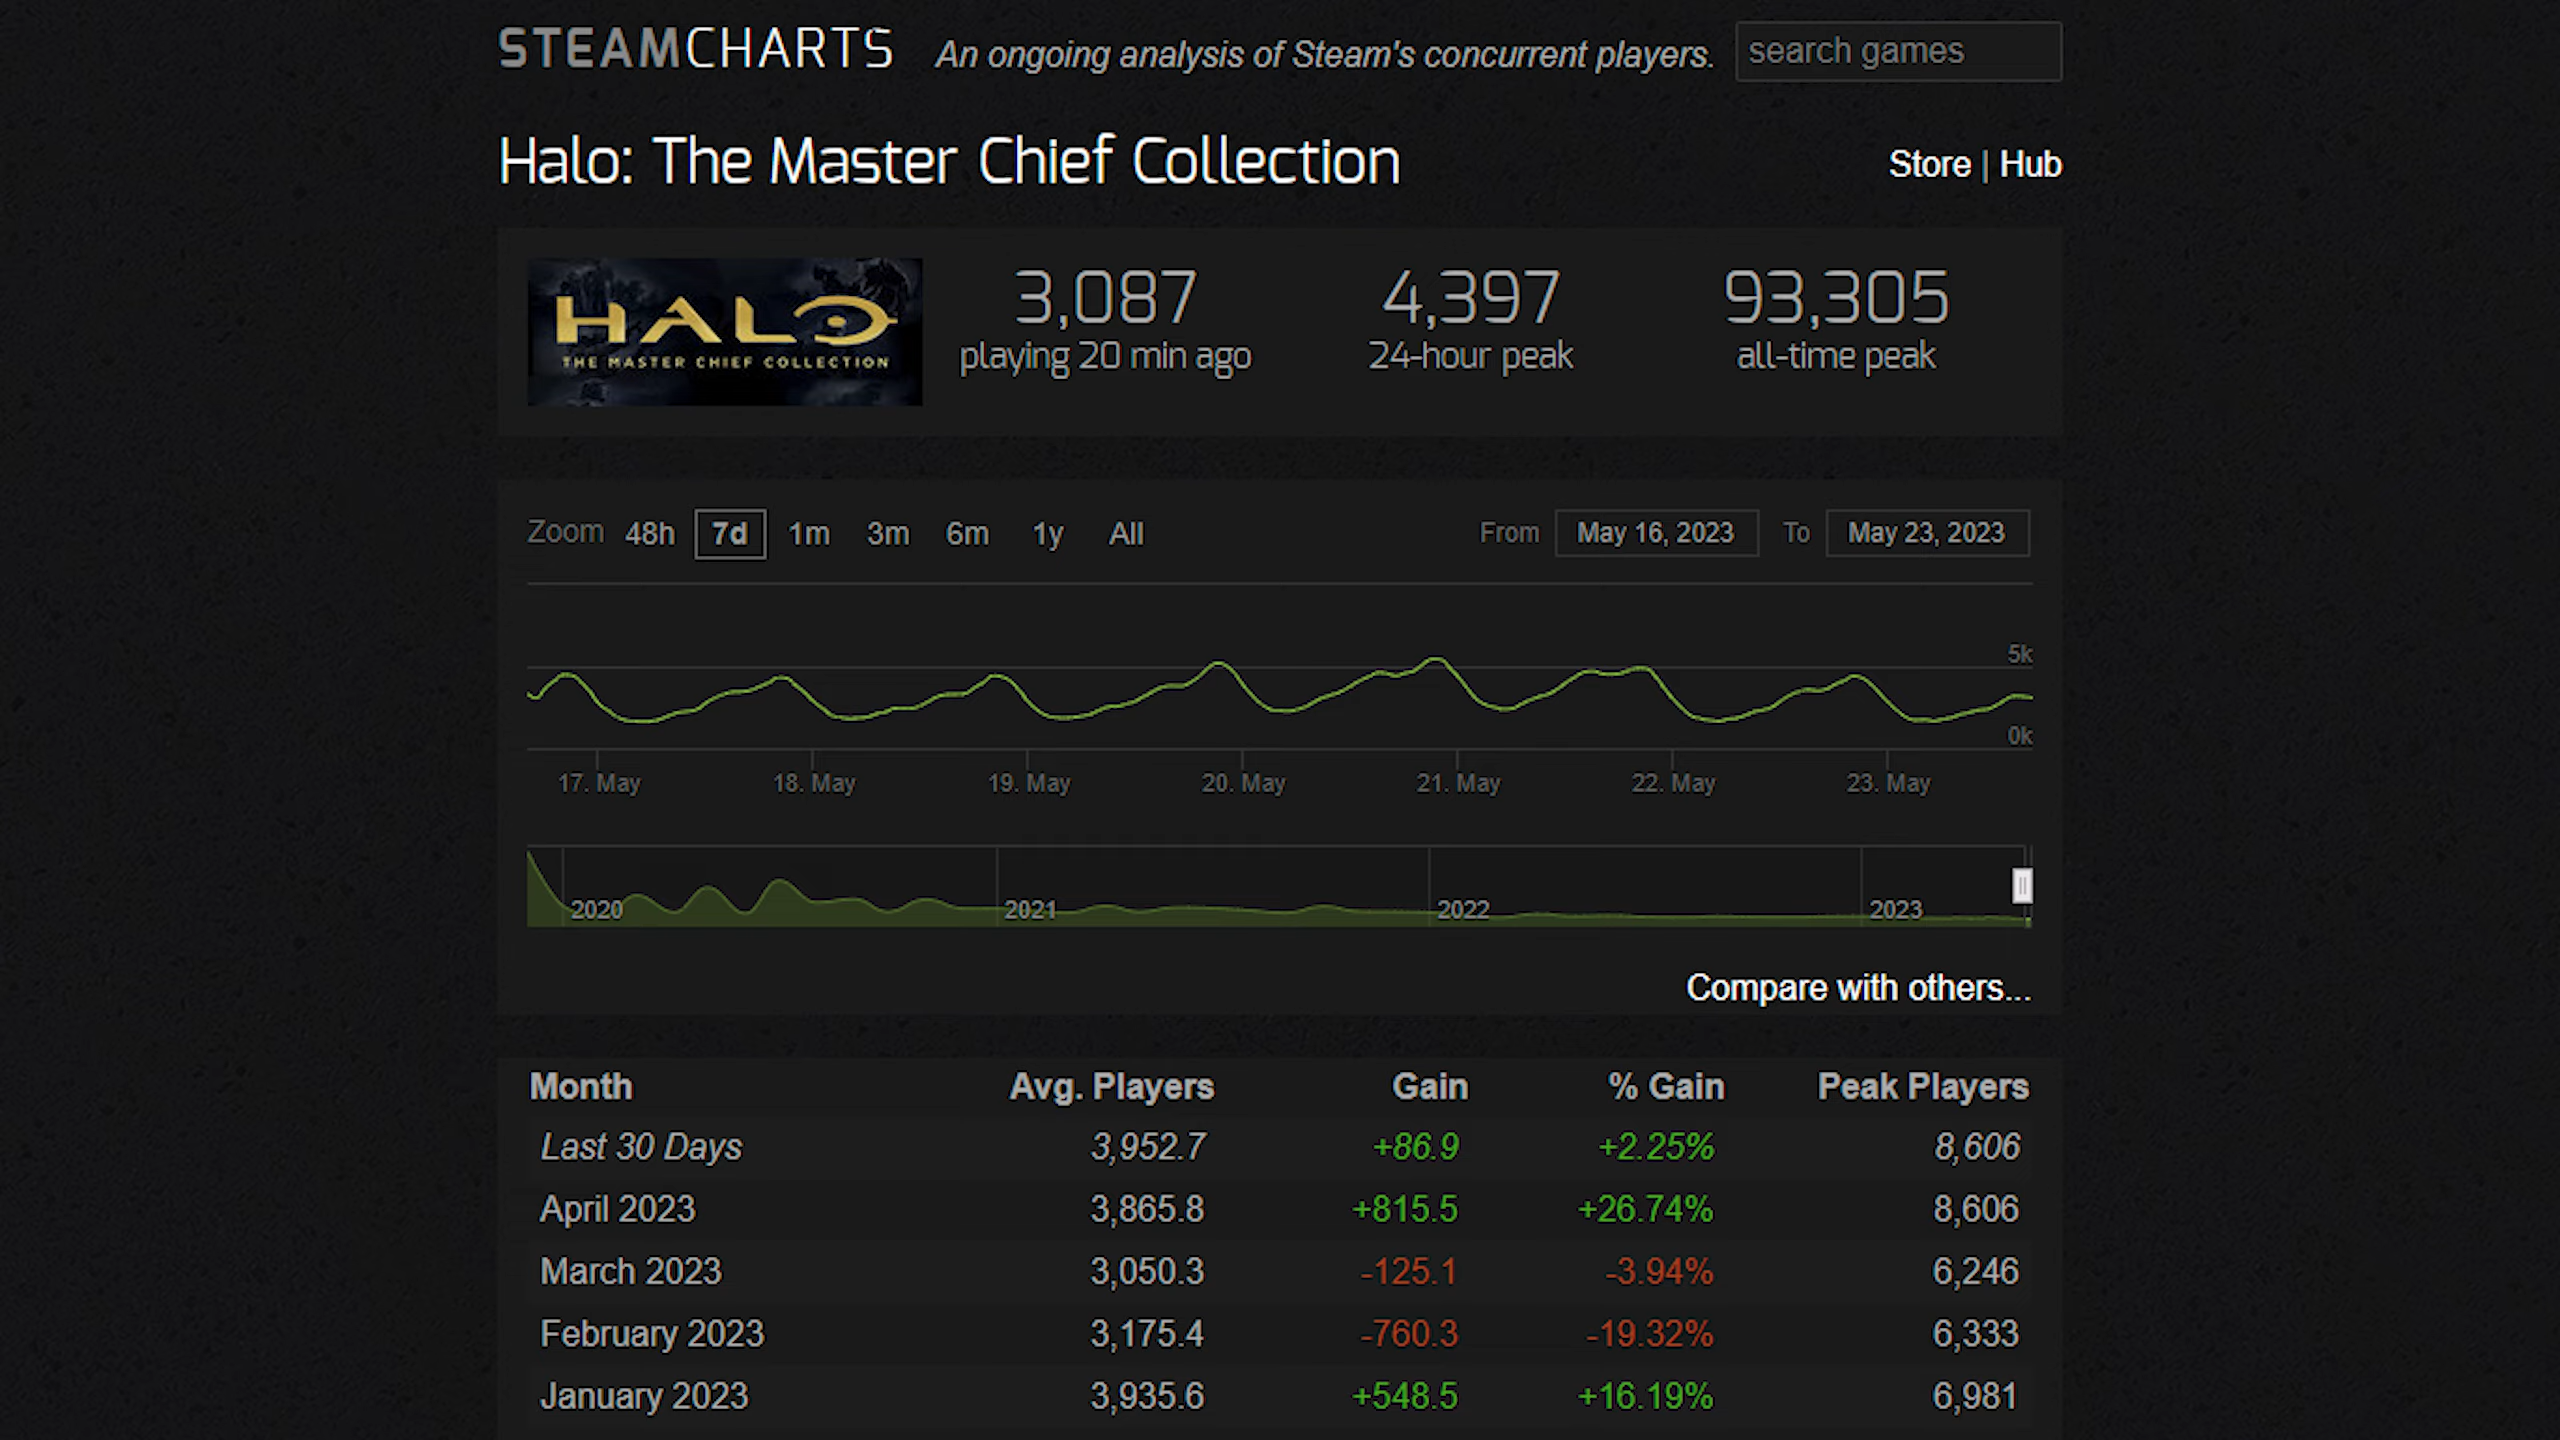 STEAMCHARTS An ongoing analysis of Steam's concurrent players. search games
Halo: The Master Chief Collection Store | Hub
HALO
THE MASTER CHIEF COLLECTION
3,087 4,397 93,305
playing 20 min ago 24-hour peak all-time peak
Zoom 48h 7d 1m 3m 6m 1y All From May 16, 2023 To May 23, 2023
5k
0k
17. May 18. May 19. May 20. May 21. May 22. May 23. May
2020 2021 2022 2023
Compare with others...
Month Avg. Players Gain % Gain Peak Players
Last 30 Days 3,952.7 +86.9 +2.25% 8,606
April 2023 3,865.8 +815.5 +26.74% 8,606
March 2023 3,050.3 -125.1 -3.94% 6,246
February 2023 3,175.4 -760.3 -19.32% 6,333
January 2023 3,935.6 +548.5 +16.19% 6,981